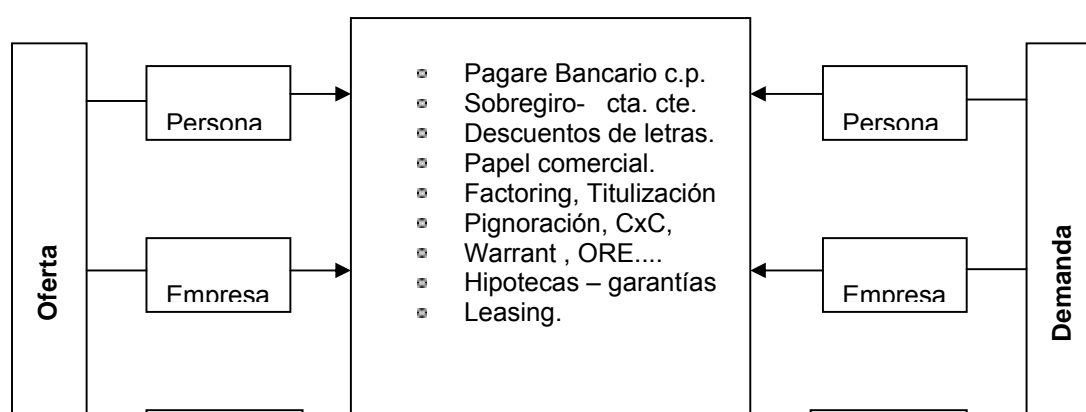 Oferta
Persona
Empresa
Pagare Bancario c.p.
Sobregiro- cta. cte.
Descuentos de letras.
Papel comercial.
Factoring, Titulización
Pignoración, CxC,
Warrant , ORE....
Hipotecas – garantías
Leasing.
Persona
Empresa
Demanda